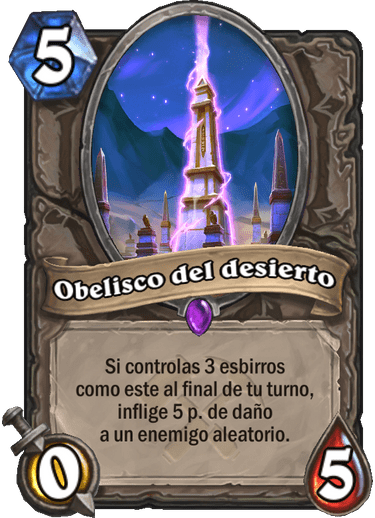 5
Obelisco del desierto
Si controlas 3 esbirros
como este al final de tu turno,
inflige 5 p. de daño
a un enemigo aleatorio.
0
5